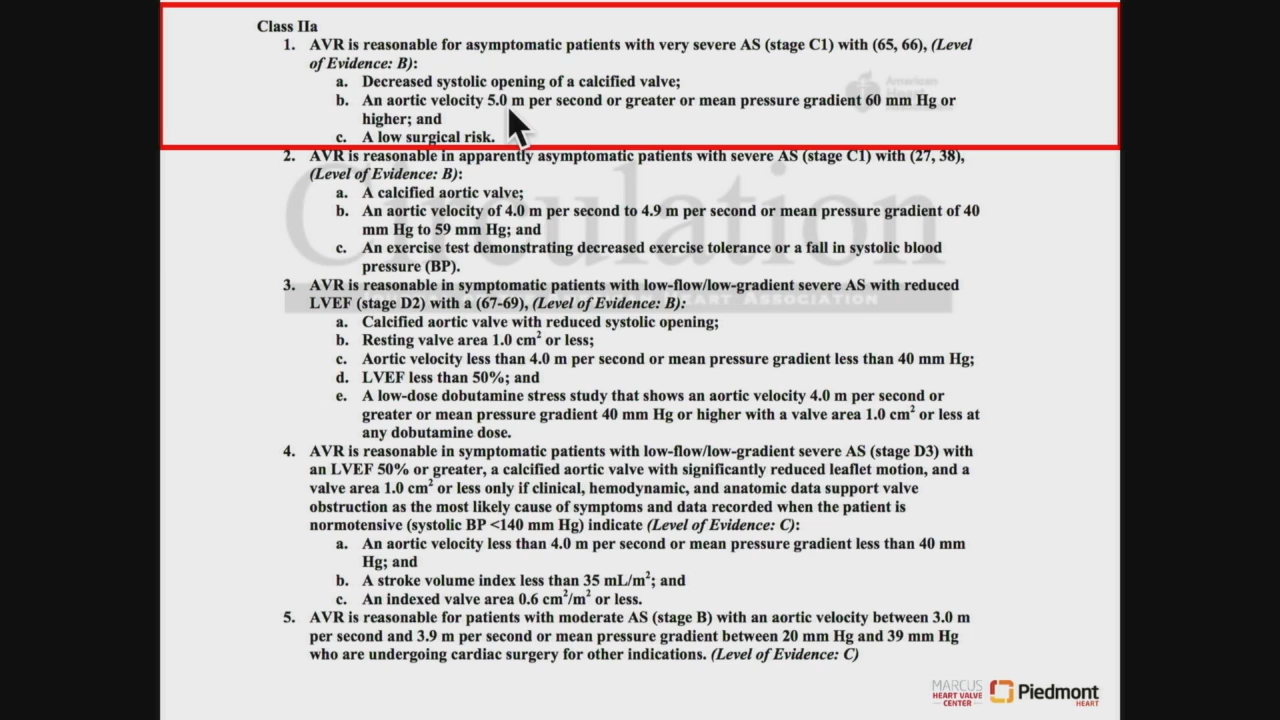 Class IIa
1. AVR is reasonable for asymptomatic patients with very severe AS (stage C1) with (65, 66), (Level
of Evidence: B):
a. Decreased systolic opening of a calcified valve;
b. An aortic velocity 5.0 m per second or greater or mean pressure gradient 60 mm Hg or
higher; and
c. A low surgical risk.
2. AVR is reasonable in apparently asymptomatic patients with severe AS (stage C1) with (27, 38),
(Level of Evidence: B):
a. A calcified aortic valve;
b. An aortic velocity of 4.0 m per second to 4.9 m per second or mean pressure gradient of 40
mm Hg to 59 mm Hg; and
c. An exercise test demonstrating decreased exercise tolerance or a fall in systolic blood
pressure (BP).
3. AVR is reasonable in symptomatic patients with low-flow/low-gradient severe AS with reduced
LVEF (stage D2) with a (67-69), (Level of Evidence: B):
a. Calcified aortic valve with reduced systolic opening;
b. Resting valve area 1.0 cm² or less;
c. Aortic velocity less than 4.0 m per second or mean pressure gradient less than 40 mm Hg;
d. LVEF less than 50%; and
e. A low-dose dobutamine stress study that shows an aortic velocity 4.0 m per second or
greater or mean pressure gradient 40 mm Hg or higher with a valve area 1.0 cm² or less at
any dobutamine dose.
4. AVR is reasonable in symptomatic patients with low-flow/low-gradient severe AS (stage D3) with
an LVEF 50% or greater, a calcified aortic valve with significantly reduced leaflet motion, and a
valve area 1.0 cm² or less only if clinical, hemodynamic, and anatomic data support valve
obstruction as the most likely cause of symptoms and data recorded when the patient is
normotensive (systolic BP <140 mm Hg) indicate (Level of Evidence: C):
a. An aortic velocity less than 4.0 m per second or mean pressure gradient less than 40 mm
Hg; and
b. A stroke volume index less than 35 mL/m²; and
c. An indexed valve area 0.6 cm²/m² or less.
5. AVR is reasonable for patients with moderate AS (stage B) with an aortic velocity between 3.0 m
per second and 3.9 m per second or mean pressure gradient between 20 mm Hg and 39 mm Hg
who are undergoing cardiac surgery for other indications. (Level of Evidence: C)
American
Circulation
HEART ASSOCIATION
MARCUS
HEART VALVE
CENTER
Piedmont
HEART